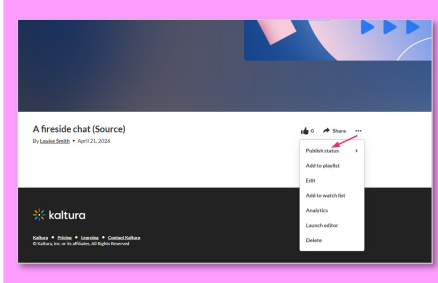 A fireside chat (Source)
By Louise Smith • April 21, 2026
0 Share ...
Publish status >
Add to playlist
Edit
Add to watch list
Analytics
Launch editor
Delete
kaltura
Kaltura • Pricing • Learning • Contact Kaltura
© Kaltura, Inc. or its affiliates, All Rights Reserved